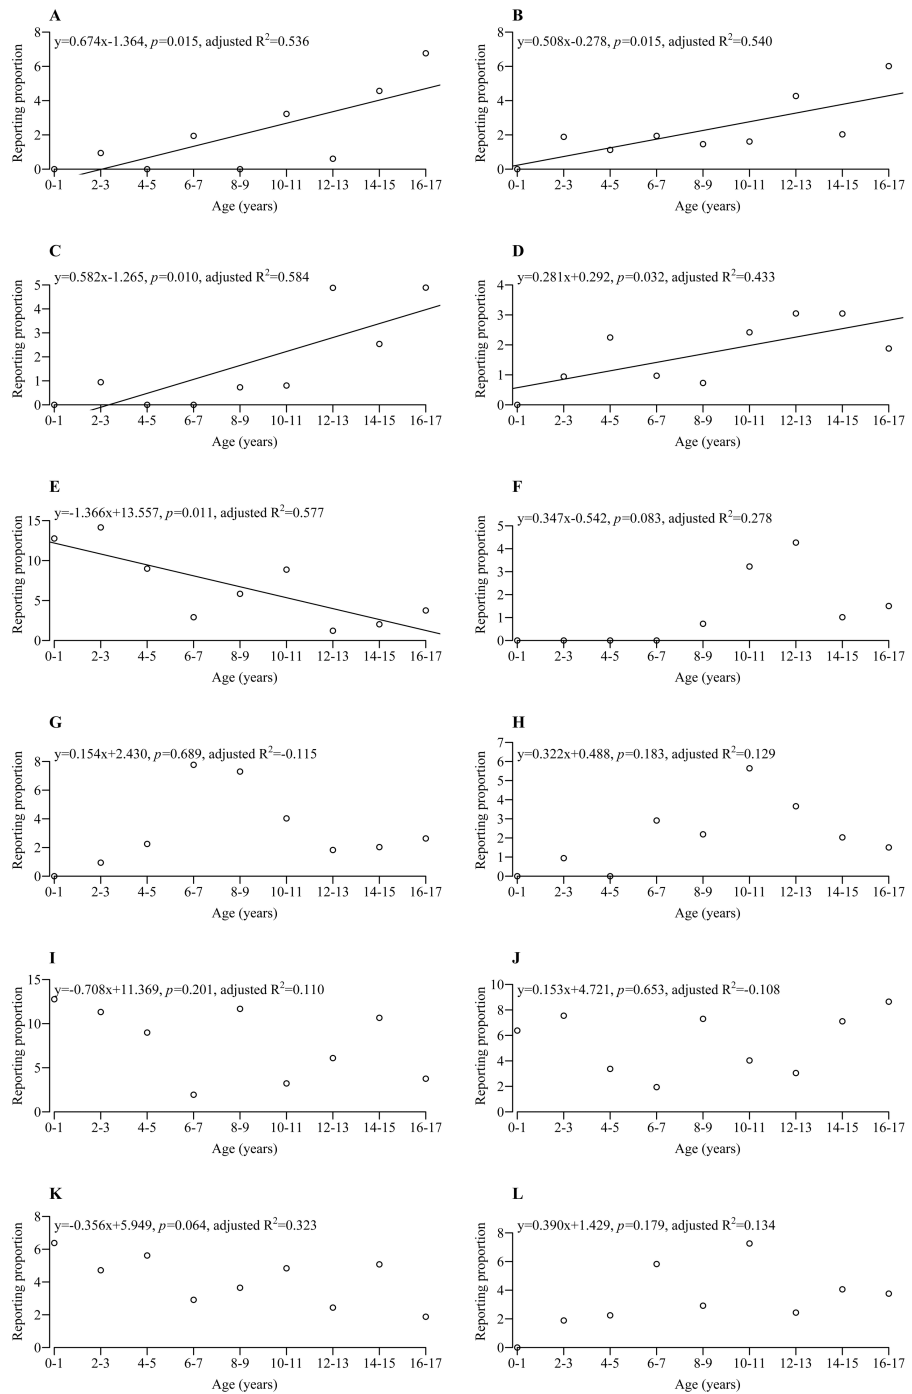 A
y=0.674x-1.364, p=0.015, adjusted R²=0.536
Reporting proportion
8
6
4
2
0
0-1 2-3 4-5 6-7 8-9 10-11 12-13 14-15 16-17
Age (years)
B
y=0.508x-0.278, p=0.015, adjusted R²=0.540
Reporting proportion
8
6
4
2
0
0-1 2-3 4-5 6-7 8-9 10-11 12-13 14-15 16-17
Age (years)
C
y=0.582x-1.265, p=0.010, adjusted R²=0.584
Reporting proportion
5
4
3
2
1
0
0-1 2-3 4-5 6-7 8-9 10-11 12-13 14-15 16-17
Age (years)
D
y=0.281x+0.292, p=0.032, adjusted R²=0.433
Reporting proportion
4
3
2
1
0
0-1 2-3 4-5 6-7 8-9 10-11 12-13 14-15 16-17
Age (years)
E
y=-1.366x+13.557, p=0.011, adjusted R²=0.577
Reporting proportion
15
10
5
0
0-1 2-3 4-5 6-7 8-9 10-11 12-13 14-15 16-17
Age (years)
F
y=0.347x-0.542, p=0.083, adjusted R²=0.278
Reporting proportion
5
4
3
2
1
0
0-1 2-3 4-5 6-7 8-9 10-11 12-13 14-15 16-17
Age (years)
G
y=0.154x+2.430, p=0.689, adjusted R²=-0.115
Reporting proportion
8
6
4
2
0
0-1 2-3 4-5 6-7 8-9 10-11 12-13 14-15 16-17
Age (years)
H
y=0.322x+0.488, p=0.183, adjusted R²=0.129
Reporting proportion
7
6
5
4
3
2
1
0
0-1 2-3 4-5 6-7 8-9 10-11 12-13 14-15 16-17
Age (years)
I
y=-0.708x+11.369, p=0.201, adjusted R²=0.110
Reporting proportion
15
10
5
0
0-1 2-3 4-5 6-7 8-9 10-11 12-13 14-15 16-17
Age (years)
J
y=0.153x+4.721, p=0.653, adjusted R²=-0.108
Reporting proportion
10
8
6
4
2
0
0-1 2-3 4-5 6-7 8-9 10-11 12-13 14-15 16-17
Age (years)
K
y=-0.356x+5.949, p=0.064, adjusted R²=0.323
Reporting proportion
8
6
4
2
0
0-1 2-3 4-5 6-7 8-9 10-11 12-13 14-15 16-17
Age (years)
L
y=0.390x+1.429, p=0.179, adjusted R²=0.134
Reporting proportion
8
6
4
2
0
0-1 2-3 4-5 6-7 8-9 10-11 12-13 14-15 16-17
Age (years)